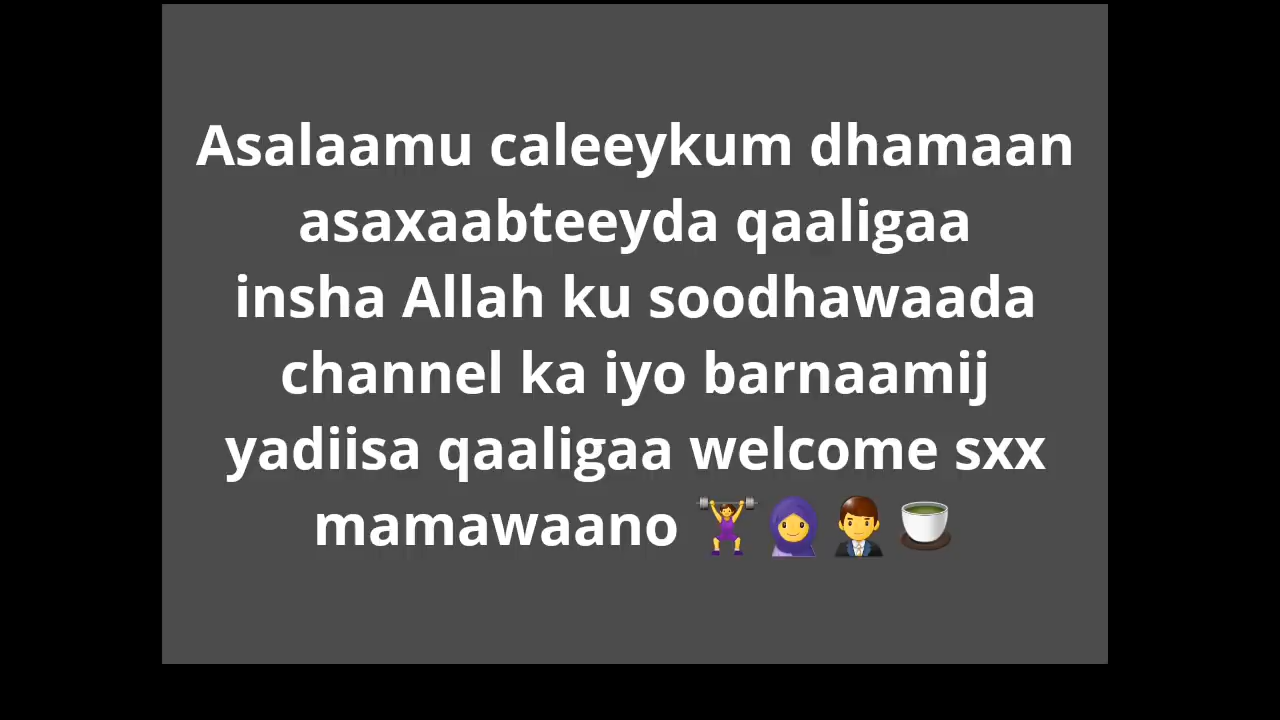 Asalaamu caleeykum dhamaan
asaxaabteeyda qaaligaa
insha Allah ku soodhawaada
channel ka iyo barnaamij
yadiisa qaaligaa welcome sxx
mamawaano 🏋️‍♀️🧕👨‍💼🍵